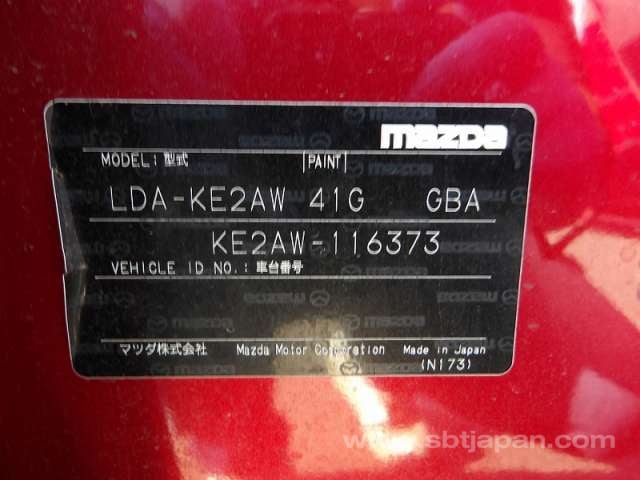 mazda
MODEL: 型式 PAINT
LDA-KE2AW 41G GBA
KE2AW-116373
VEHICLE ID NO.: 車台番号
マツダ株式会社 Mazda Motor Corporation Made in Japan
(N173)
www.sbtjapan.com